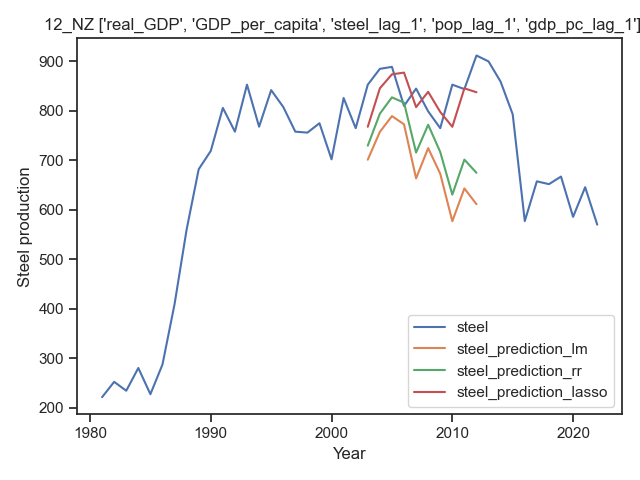 12_NZ ['real_GDP', 'GDP_per_capita', 'steel_lag_1', 'pop_lag_1', 'gdp_pc_lag_1']
900
800
700
600
500
400
300
200
Steel production
steel
steel_prediction_lm
steel_prediction_rr
steel_prediction_lasso
1980
1990
2000
2010
2020
Year